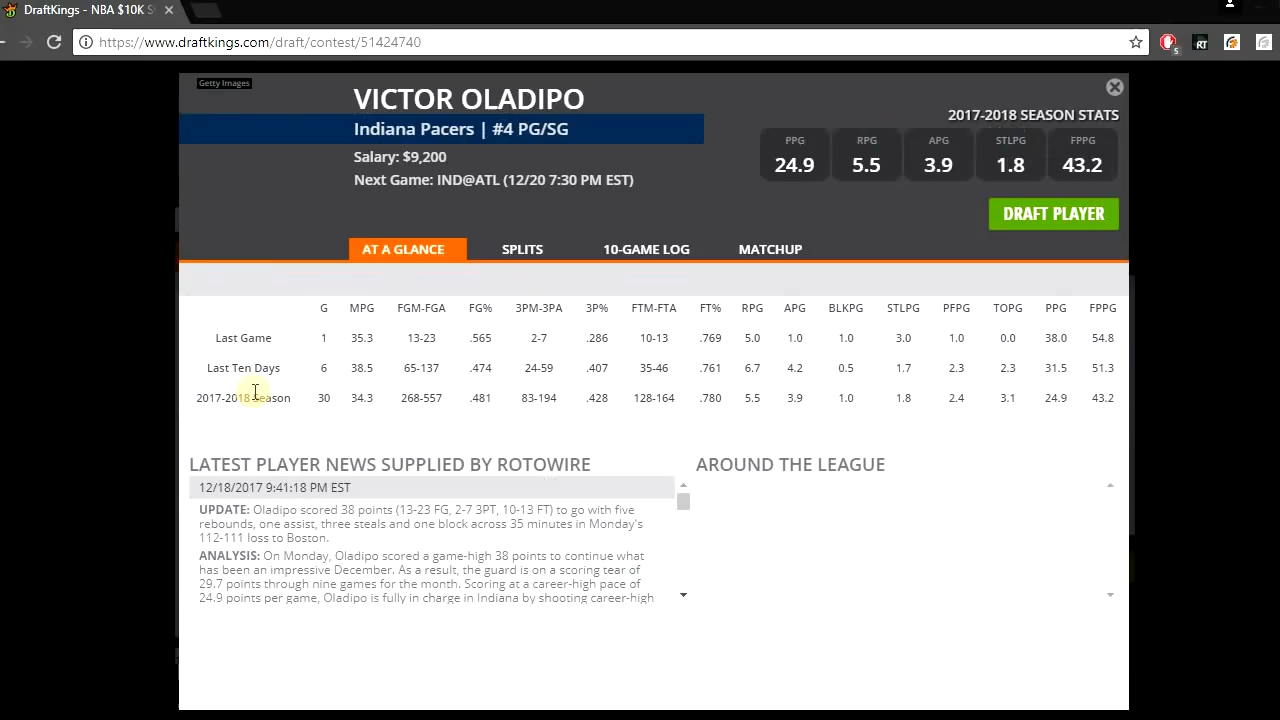 DraftKings - NBA $10K S
https://www.draftkings.com/draft/contest/51424740
5
RT
Getty Images
VICTOR OLADIPO
Indiana Pacers | #4 PG/SG
Salary: $9,200
Next Game: IND@ATL (12/20 7:30 PM EST)
2017-2018 SEASON STATS
PPG RPG APG STLPG FPPG
24.9 5.5 3.9 1.8 43.2
DRAFT PLAYER
AT A GLANCE SPLITS 10-GAME LOG MATCHUP
G MPG FGM-FGA FG% 3PM-3PA 3P% FTM-FTA FT% RPG APG BLKPG STLPG PFPG TOPG PPG FPPG
Last Game 1 35.3 13-23 .565 2-7 .286 10-13 .769 5.0 1.0 1.0 3.0 1.0 0.0 38.0 54.8
Last Ten Days 6 38.5 65-137 .474 24-59 .407 35-46 .761 6.7 4.2 0.5 1.7 2.3 2.3 31.5 51.3
2017-2018 Season 30 34.3 268-557 .481 83-194 .428 128-164 .780 5.5 3.9 1.0 1.8 2.4 3.1 24.9 43.2
LATEST PLAYER NEWS SUPPLIED BY ROTOWIRE
12/18/2017 9:41:18 PM EST
UPDATE: Oladipo scored 38 points (13-23 FG, 2-7 3PT, 10-13 FT) to go with five
rebounds, one assist, three steals and one block across 35 minutes in Monday's
112-111 loss to Boston.
ANALYSIS: On Monday, Oladipo scored a game-high 38 points to continue what
has been an impressive December. As a result, the guard is on a scoring tear of
29.7 points through nine games for the month. Scoring at a career-high pace of
24.9 points per game, Oladipo is fully in charge in Indiana by shooting career-high
AROUND THE LEAGUE